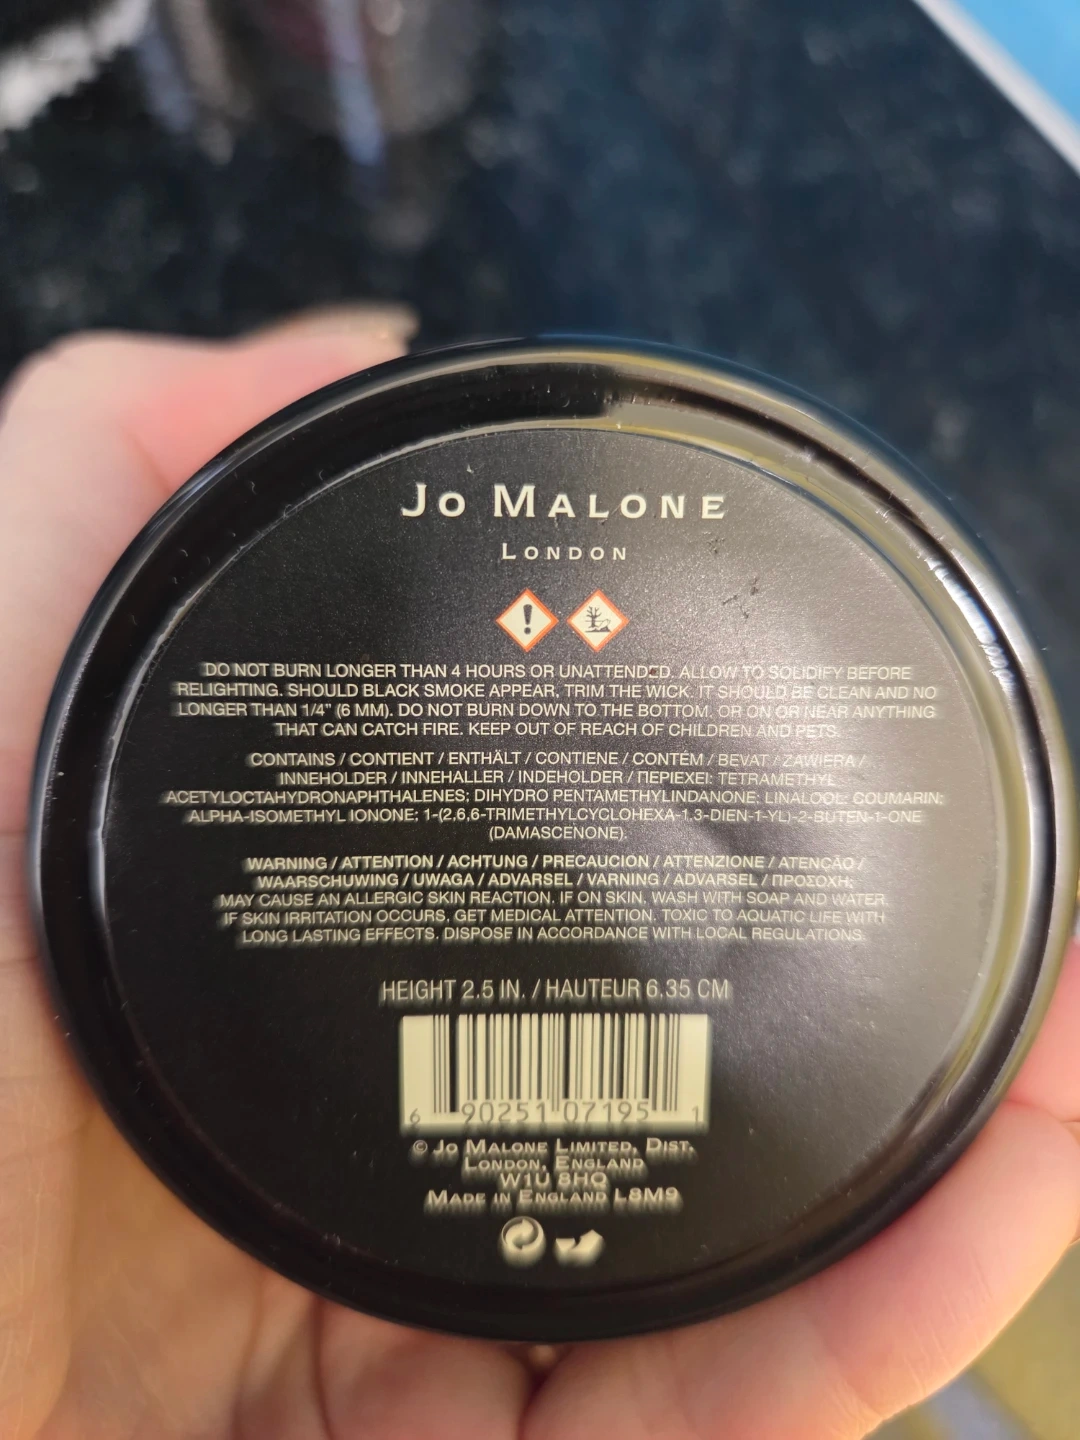 JO MALONE
LONDON
DO NOT BURN LONGER THAN 4 HOURS OR UNATTENDED. ALLOW TO SOLIDIFY BEFORE
RELIGHTING. SHOULD BLACK SMOKE APPEAR, TRIM THE WICK. IT SHOULD BE CLEAN AND NO
LONGER THAN 1/4" (6 MM). DO NOT BURN DOWN TO THE BOTTOM. OR ON OR NEAR ANYTHING
THAT CAN CATCH FIRE. KEEP OUT OF REACH OF CHILDREN AND PETS.
CONTAINS / CONTIENT / ENTHÄLT / CONTIENE / CONTÉM / BEVAT / ZAWIERA /
INNEHOLDER / INNEHALLER / INDEHOLDER / ΠΕΡΙΕΧΕΙ: TETRAMETHYL
ACETYLOCTAHYDRONAPHTHALENES; DIHYDRO PENTAMETHYLINDANONE; LINALOOL; COUMARIN;
ALPHA-ISOMETHYL IONONE; 1-(2,6,6-TRIMETHYLCYCLOHEXA-1,3-DIEN-1-YL)-2-BUTEN-1-ONE
(DAMASCENONE).
WARNING / ATTENTION / ACHTUNG / PRECAUCION / ATTENZIONE / ATENÇÃO /
WAARSCHUWING / UWAGA / ADVARSEL / VARNING / ADVARSEL / ΠΡΟΣΟΧΗ:
MAY CAUSE AN ALLERGIC SKIN REACTION. IF ON SKIN, WASH WITH SOAP AND WATER.
IF SKIN IRRITATION OCCURS, GET MEDICAL ATTENTION. TOXIC TO AQUATIC LIFE WITH
LONG LASTING EFFECTS. DISPOSE IN ACCORDANCE WITH LOCAL REGULATIONS.
HEIGHT 2.5 IN. / HAUTEUR 6.35 CM
6 90251 07195 1
© JO MALONE LIMITED, DIST.
LONDON, ENGLAND
W1U 8HQ
MADE IN ENGLAND L8M9